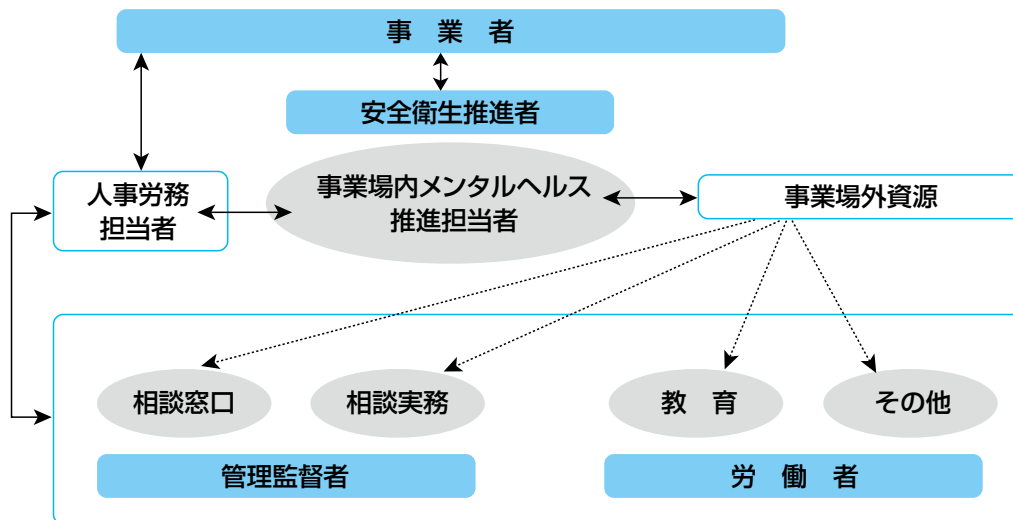 事　業　者
安全衛生推進者
人事労務
担当者
事業場内メンタルヘルス
推進担当者
事業場外資源
相談窓口
相談実務
教　育
その他
管理監督者
労　働　者